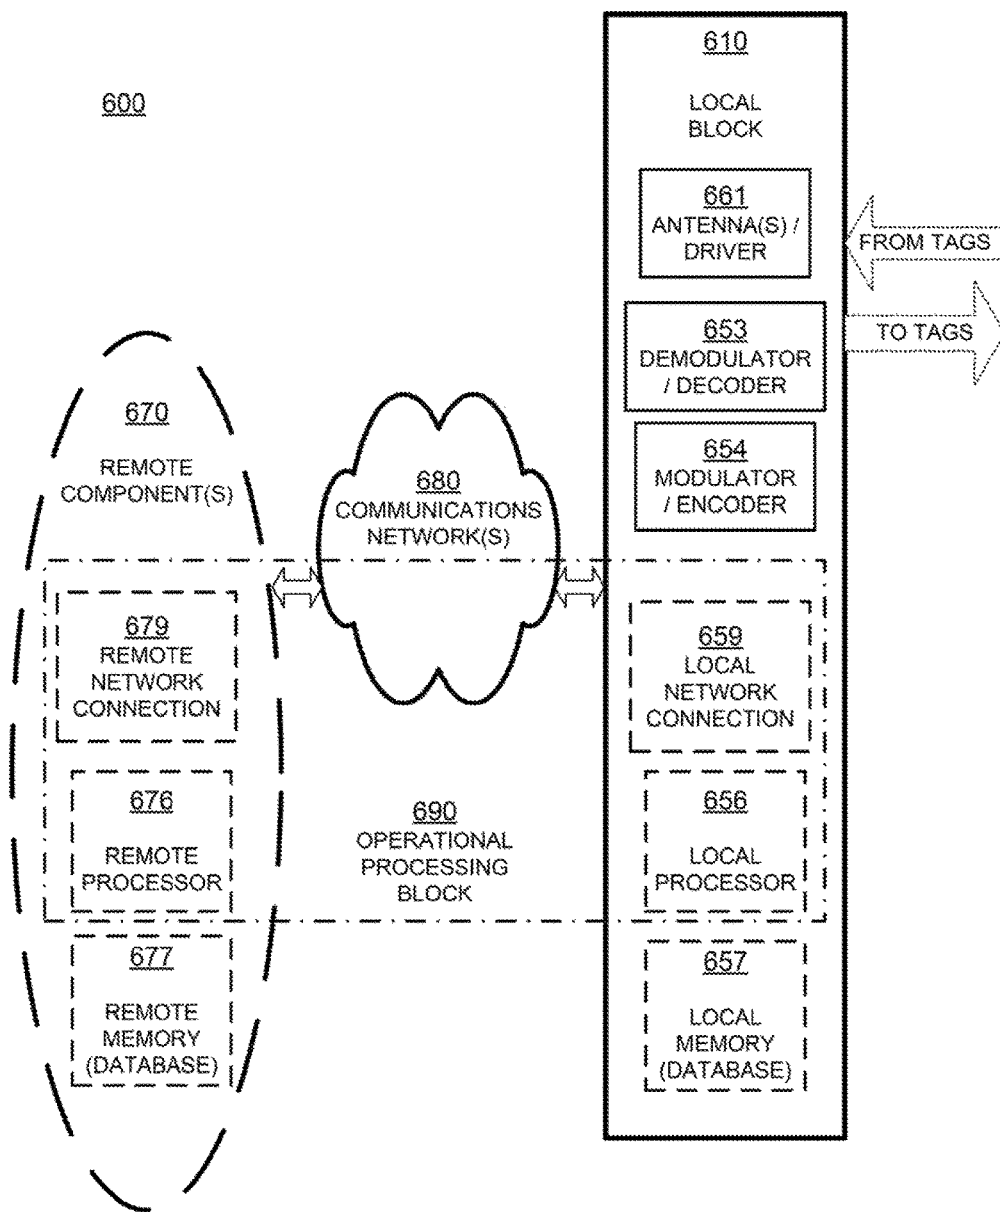 600
610
LOCAL
BLOCK
661
ANTENNA(S) /
DRIVER
FROM TAGS
TO TAGS
653
DEMODULATOR
/ DECODER
654
MODULATOR
/ ENCODER
670
REMOTE
COMPONENT(S)
680
COMMUNICATIONS
NETWORK(S)
679
REMOTE
NETWORK
CONNECTION
659
LOCAL
NETWORK
CONNECTION
676
REMOTE
PROCESSOR
690
OPERATIONAL
PROCESSING
BLOCK
656
LOCAL
PROCESSOR
677
REMOTE
MEMORY
(DATABASE)
657
LOCAL
MEMORY
(DATABASE)